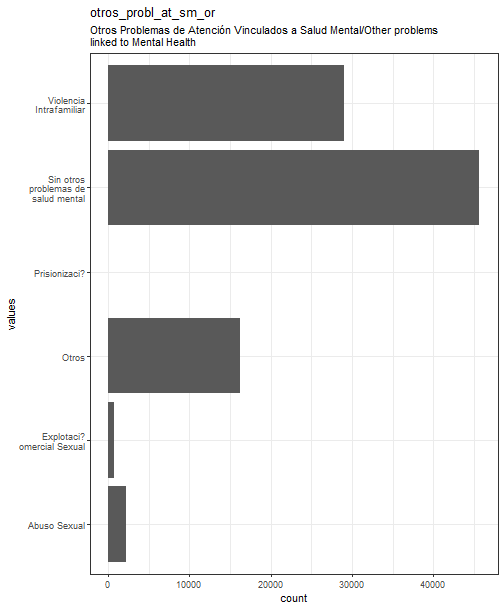 otros_probl_at_sm_or
Otros Problemas de Atención Vinculados a Salud Mental/Other problems
linked to Mental Health
Violencia
Intrafamiliar
Sin otros
problemas de
salud mental
Prisionizaci?
Otros
Explotaci?
omercial Sexual
Abuso Sexual
values
0
10000
20000
30000
40000
count